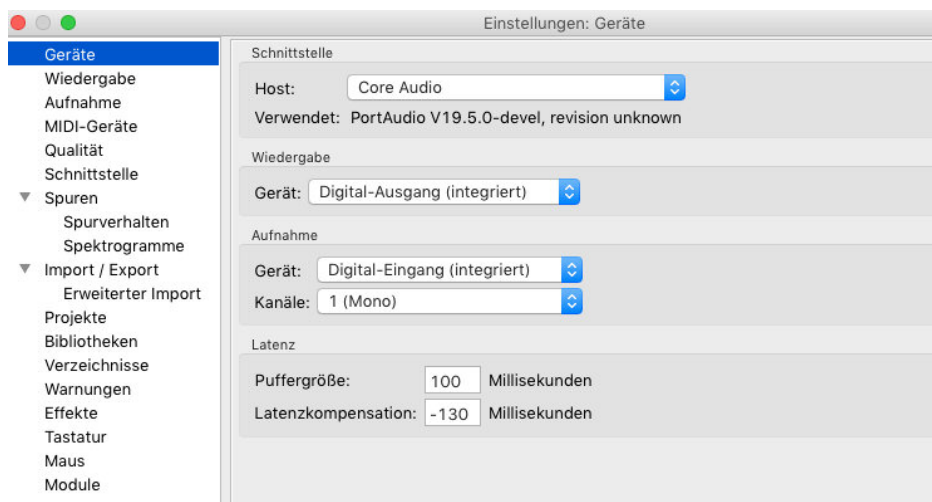 Einstellungen: Geräte
Geräte
Wiedergabe
Aufnahme
MIDI-Geräte
Qualität
Schnittstelle
Spuren
Spurverhalten
Spektrogramme
Import / Export
Erweiterter Import
Projekte
Bibliotheken
Verzeichnisse
Warnungen
Effekte
Tastatur
Maus
Module
Schnittstelle
Host: Core Audio
Verwendet: PortAudio V19.5.0-devel, revision unknown
Wiedergabe
Gerät: Digital-Ausgang (integriert)
Aufnahme
Gerät: Digital-Eingang (integriert)
Kanäle: 1 (Mono)
Latenz
Puffergröße: 100 Millisekunden
Latenzkompensation: -130 Millisekunden